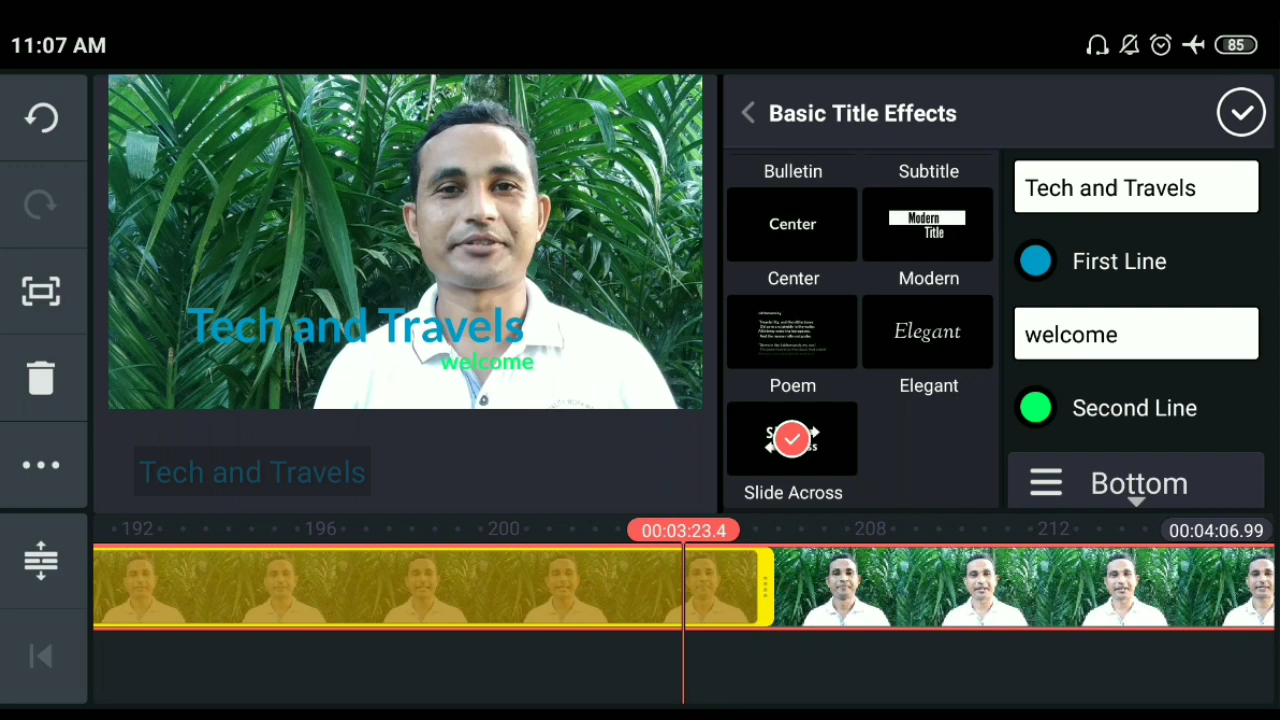 11:07 AM
85
Basic Title Effects
Bulletin
Subtitle
Tech and Travels
Center
Modern
Title
First Line
Center
Modern
welcome
Elegant
Poem
Elegant
Second Line
Slide Across
Bottom
Tech and Travels
welcome
Tech and Travels
192
196
200
00:03:23.4
208
212
00:04:06.99